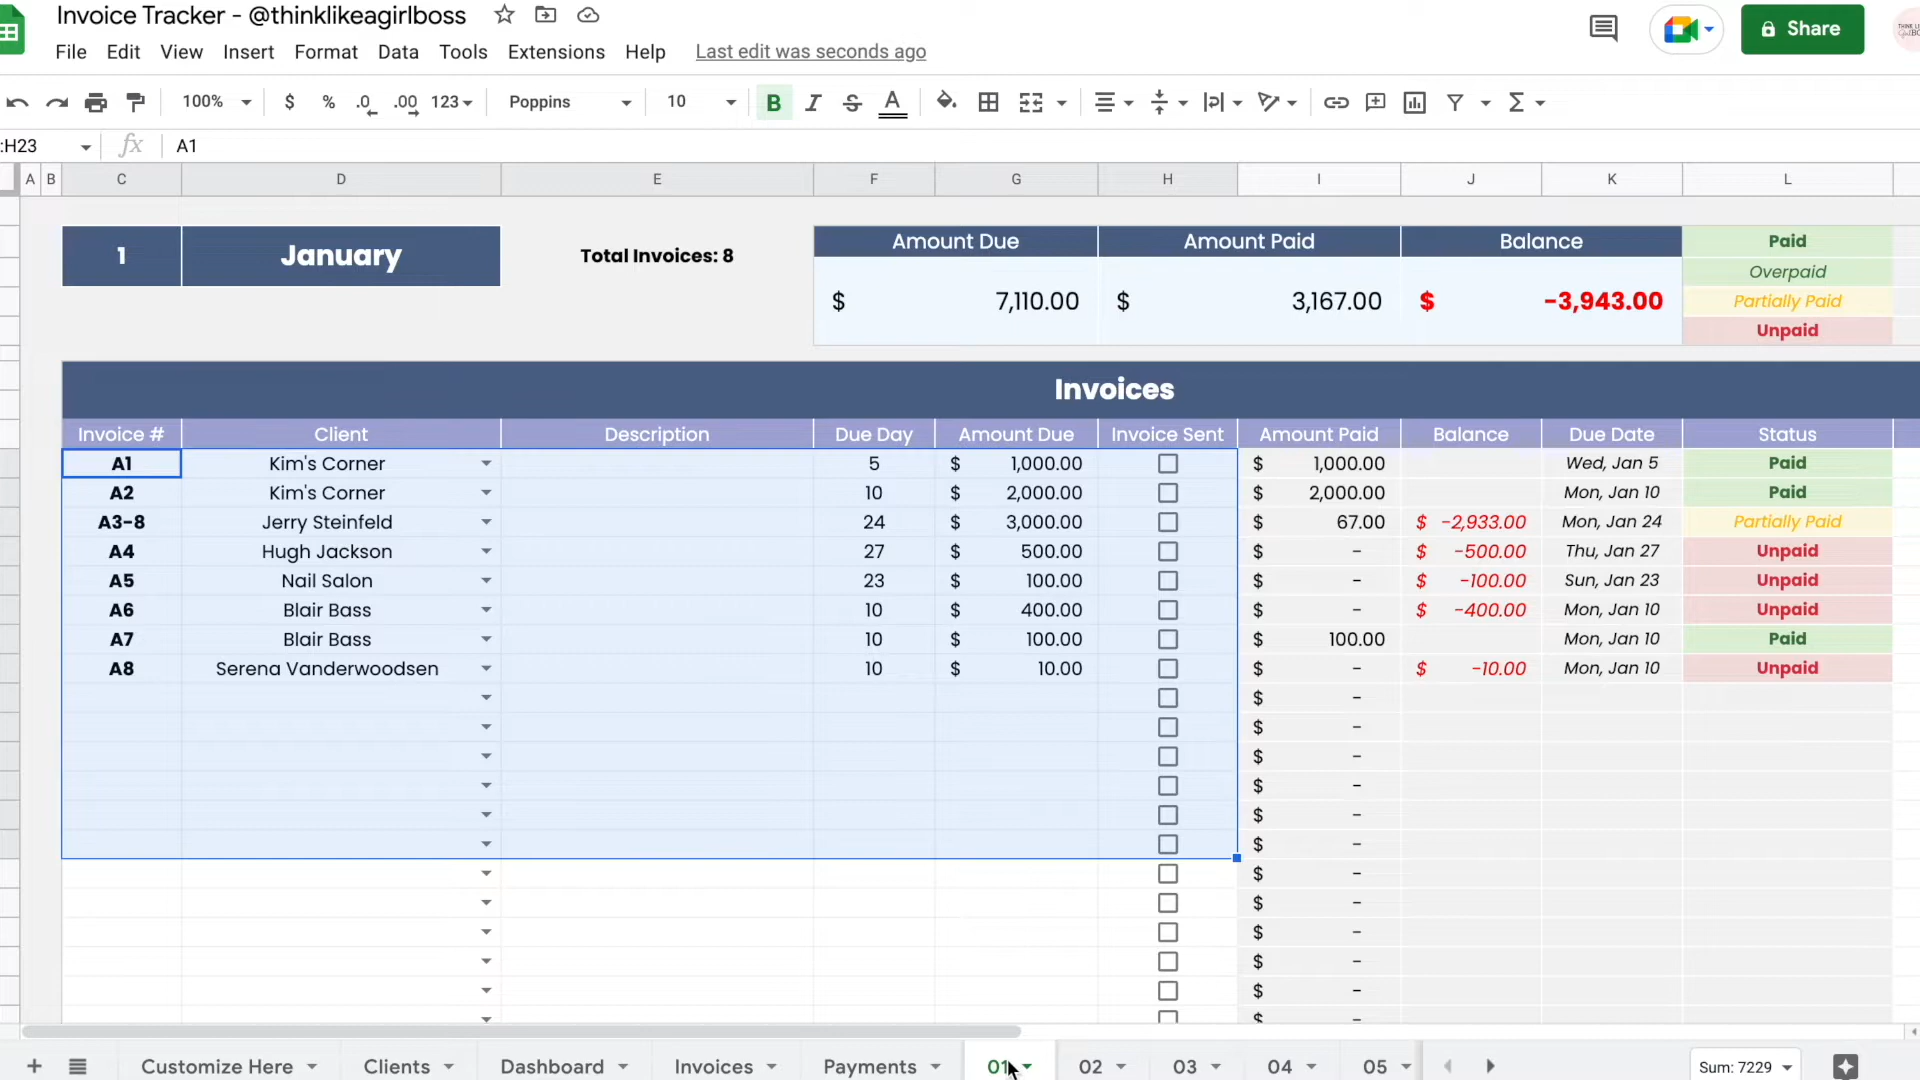 Invoice Tracker - @thinklikeagirlboss
Share
File Edit View Insert Format Data Tools Extensions Help Last edit was seconds ago
100% $ % .0 .00 123 Poppins 10 B I S A Σ
:H23 fx A1
A B C D E F G H I J K L
1 January Total Invoices: 8 Amount Due Amount Paid Balance Paid
Overpaid
$ 7,110.00 $ 3,167.00 $ -3,943.00 Partially Paid
Unpaid
Invoices
Invoice # Client Description Due Day Amount Due Invoice Sent Amount Paid Balance Due Date Status
A1 Kim's Corner 5 $ 1,000.00 $ 1,000.00 Wed, Jan 5 Paid
A2 Kim's Corner 10 $ 2,000.00 $ 2,000.00 Mon, Jan 10 Paid
A3-8 Jerry Steinfeld 24 $ 3,000.00 $ 67.00 $ -2,933.00 Mon, Jan 24 Partially Paid
A4 Hugh Jackson 27 $ 500.00 $ - $ -500.00 Thu, Jan 27 Unpaid
A5 Nail Salon 23 $ 100.00 $ - $ -100.00 Sun, Jan 23 Unpaid
A6 Blair Bass 10 $ 400.00 $ - $ -400.00 Mon, Jan 10 Unpaid
A7 Blair Bass 10 $ 100.00 $ 100.00 Mon, Jan 10 Paid
A8 Serena Vanderwoodsen 10 $ 10.00 $ - $ -10.00 Mon, Jan 10 Unpaid
$ -
$ -
$ -
$ -
$ -
$ -
$ -
$ -
$ -
$ -
$ -
$ -
+ Customize Here Clients Dashboard Invoices Payments 01 02 03 04 05 Sum: 7229